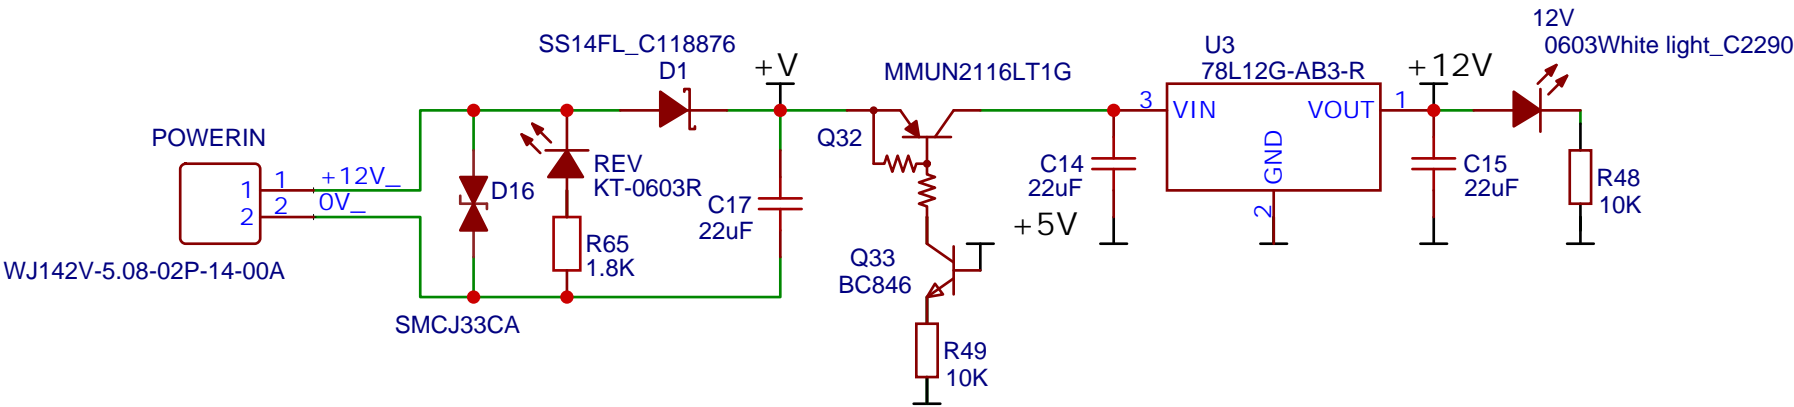 POWERIN
1
2
1
2
+12V_
0V_
WJ142V-5.08-02P-14-00A
D16
SMCJ33CA
REV
KT-0603R
R65
1.8K
SS14FL_C118876
D1
+V
C17
22uF
MMUN2116LT1G
Q32
+5V
Q33
BC846
R49
10K
C14
22uF
U3
78L12G-AB3-R
3
VIN
VOUT
1
GND
2
+12V
C15
22uF
12V
0603White light_C2290
R48
10K